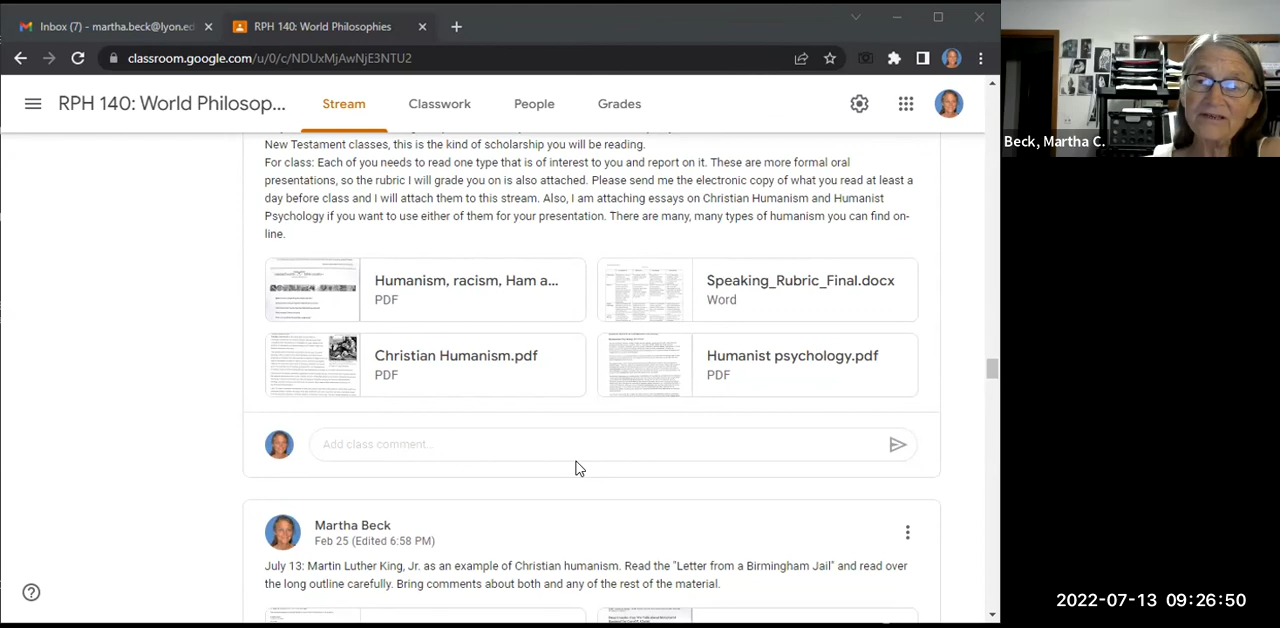 Inbox (7) - martha.beck@lyon.ed
RPH 140: World Philosophies
classroom.google.com/u/0/c/NDUxMjAwNjE3NTU2
RPH 140: World Philosop...
Stream
Classwork
People
Grades
Beck, Martha C.
New Testament classes, this is the kind of scholarship you will be reading.
For class: Each of you needs to read one type that is of interest to you and report on it. These are more formal oral
presentations, so the rubric I will grade you on is also attached. Please send me the electronic copy of what you read at least a
day before class and I will attach them to this stream. Also, I am attaching essays on Christian Humanism and Humanist
Psychology if you want to use either of them for your presentation. There are many, many types of humanism you can find on-
line.
Humanism, racism, Ham a...
PDF
Speaking_Rubric_Final.docx
Word
Christian Humanism.pdf
PDF
Humanist psychology.pdf
PDF
Add class comment...
Martha Beck
Feb 25 (Edited 6:58 PM)
July 13: Martin Luther King, Jr. as an example of Christian humanism. Read the "Letter from a Birmingham Jail" and read over
the long outline carefully. Bring comments about both and any of the rest of the material.
2022-07-13 09:26:50